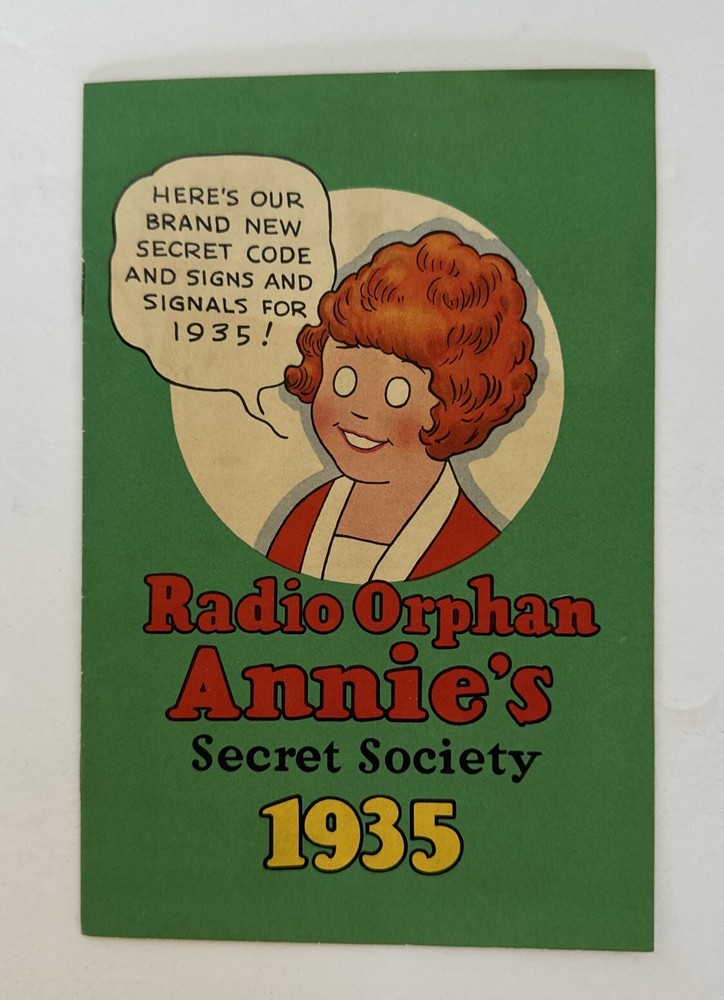 HERE'S OUR
BRAND NEW
SECRET CODE
AND SIGNS AND
SIGNALS FOR
1935!
Radio Orphan
Annie's
Secret Society
1935